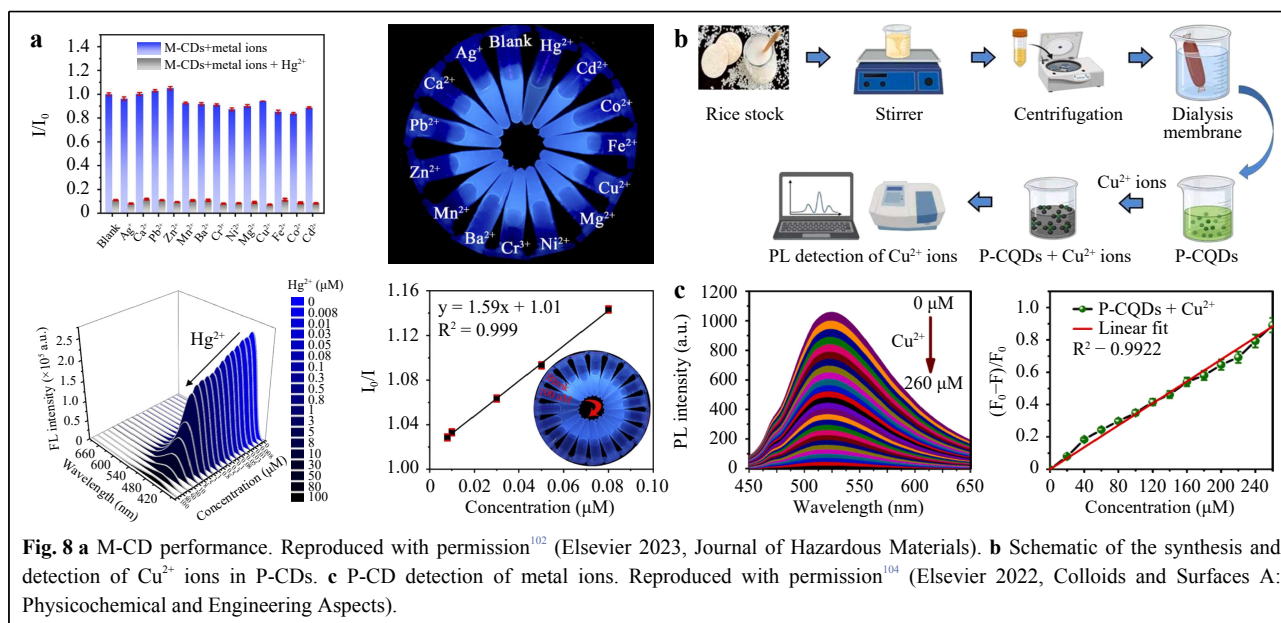 a
M-CDs+metal ions
M-CDs+metal ions + Hg²⁺
I/I₀
1.4
1.2
1.0
0.8
0.6
0.4
0.2
0
Blank
Ag⁺
Mg²⁺
Cu²⁺
Cd²⁺
Blank
Hg²⁺
Cd²⁺
Co²⁺
Fe²⁺
Cu²⁺
Mg²⁺
Ni²⁺
Cr³⁺
Ba²⁺
Mn²⁺
Zn²⁺
Pb²⁺
Ca²⁺
Ag⁺
b
Rice stock
Stirrer
Centrifugation
Dialysis
membrane
Cu²⁺ ions
PL detection of Cu²⁺ ions
P-CQDs + Cu²⁺ ions
P-CQDs
Hg²⁺ (μM)
0
0.008
0.01
0.03
0.05
0.08
0.1
0.3
0.5
0.8
1
3
5
8
10
30
50
80
100
Hg²⁺
FL intensity (×10⁵ a.u.)
2.5
2.0
1.5
1.0
0.5
0
660
600
540
480
420
Wavelength (nm)
Concentration (μM)
y = 1.59x + 1.01
R² = 0.999
I₀/I
1.16
1.12
1.08
1.04
1.00
0
0.02
0.04
0.06
0.08
0.10
Concentration (μM)
c
PL intensity (a.u.)
1200
1000
800
600
400
200
0
0 μM
Cu²⁺
260 μM
450
500
550
600
650
Wavelength (nm)
P-CQDs + Cu²⁺
Linear fit
R² − 0.9922
(F₀−F)/F₀
1.0
0.8
0.6
0.4
0.2
0
0 40 80 120 160 200 240
Concentration (μM)
Fig. 8 a M-CD performance. Reproduced with permission¹⁰² (Elsevier 2023, Journal of Hazardous Materials). b Schematic of the synthesis and
detection of Cu²⁺ ions in P-CDs. c P-CD detection of metal ions. Reproduced with permission¹⁰⁴ (Elsevier 2022, Colloids and Surfaces A:
Physicochemical and Engineering Aspects).